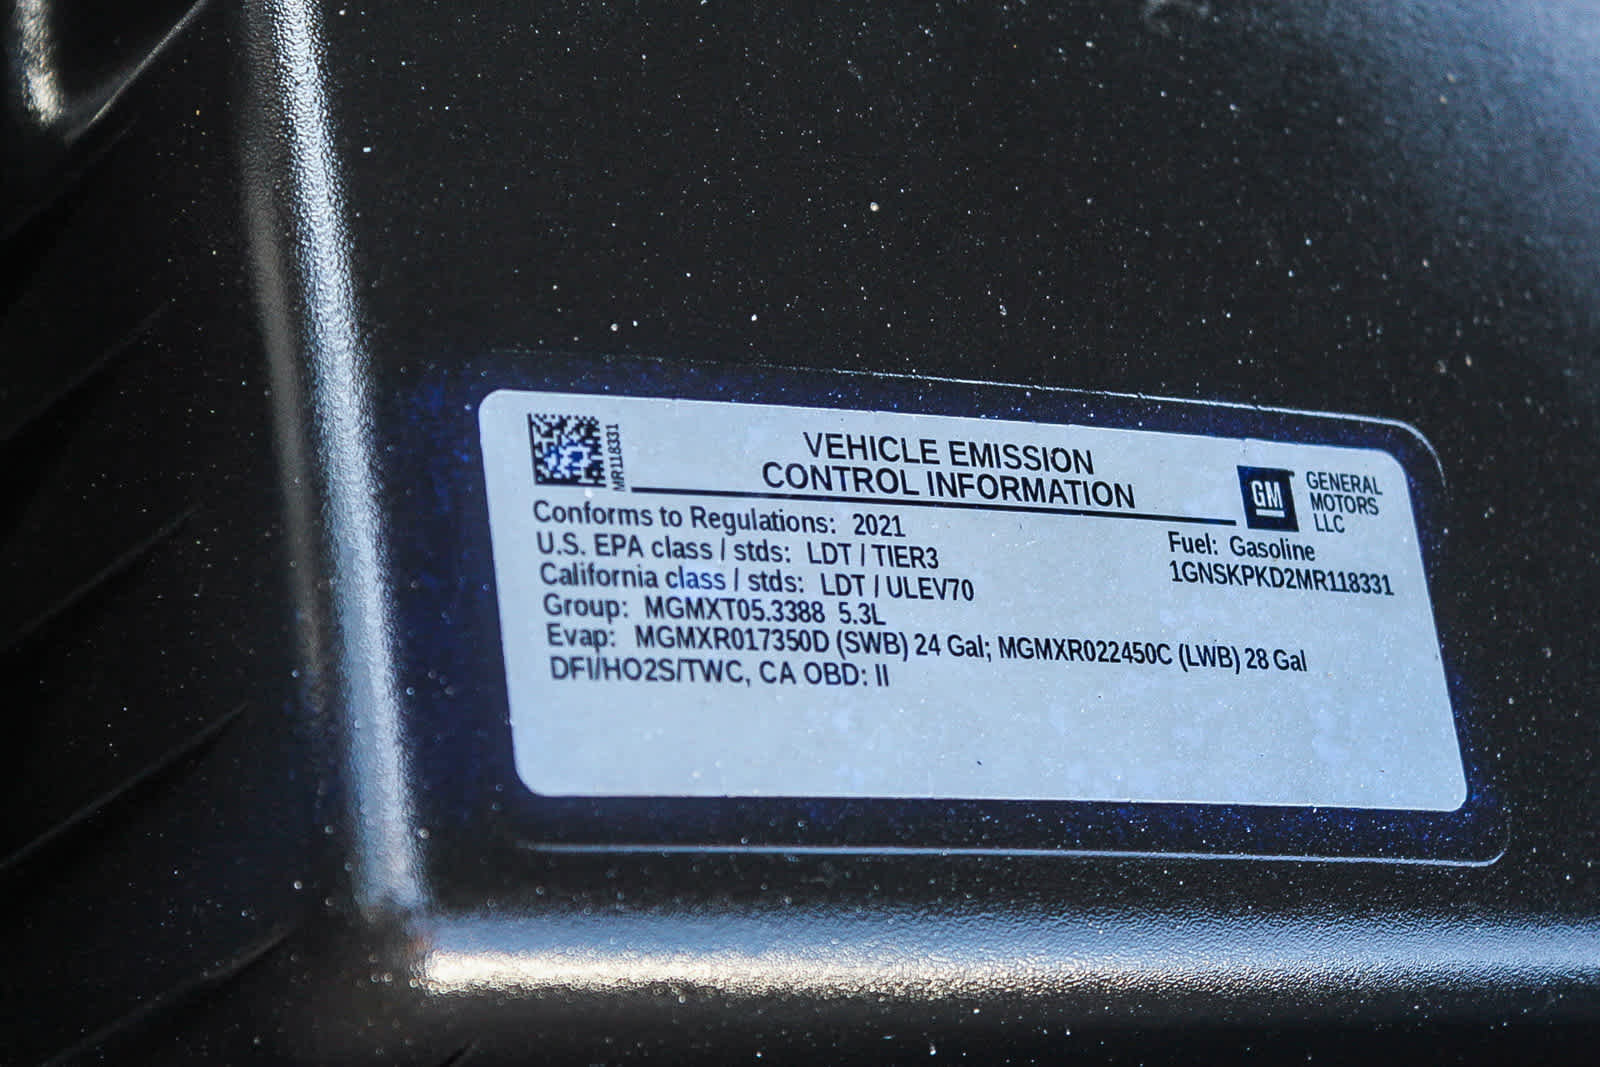 MR118331
VEHICLE EMISSION
CONTROL INFORMATION
GM
GENERAL
MOTORS
LLC
Conforms to Regulations: 2021
U.S. EPA class / stds: LDT / TIER3
California class / stds: LDT / ULEV70
Group: MGMXT05.3388 5.3L
Evap: MGMXR017350D (SWB) 24 Gal; MGMXR022450C (LWB) 28 Gal
DFI/HO2S/TWC, CA OBD: II
Fuel: Gasoline
1GNSKPKD2MR118331